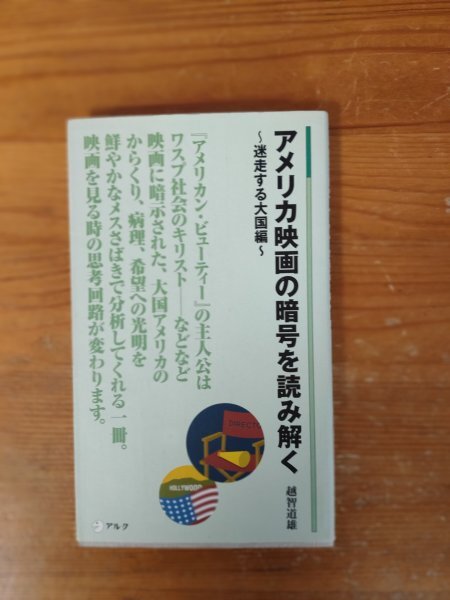 アメリカ映画の暗号を読み解く
〜迷走する大国編〜
越智道雄
『アメリカン・ビューティー』の主人公は
ワスプ社会のキリスト――などなど
映画に暗示された、大国アメリカの
からくり、病理、希望への光明を
鮮やかなメスさばきで分析してくれる一冊。
映画を見る時の思考回路が変わります。
DIRECTO
HOLLYWOOD
アルク